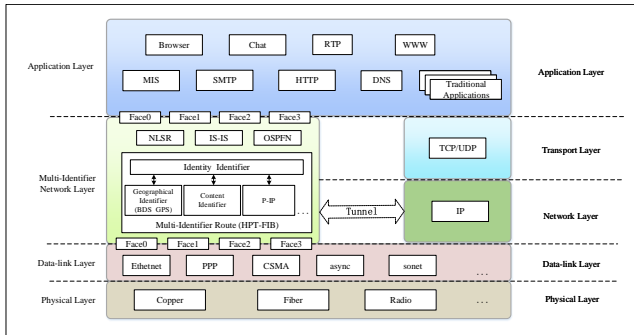 Browser
Chat
RTP
WWW
Application Layer
Application Layer
MIS
SMTP
HTTP
DNS
Traditional
Applications
Face0
Face1
Face2
Face3
NLSR
IS-IS
OSPFN
TCP/UDP
Transport Layer
Multi-Identifier
Network Layer
Identity Identifier
Geographical
Identifier
(BDS GPS)
Content
Identifier
P-IP
...
Multi-Identifier Route (HPT-FIB)
Tunnel
IP
Network Layer
Face0
Face1
Face2
Face3
Data-link Layer
Ethetnet
PPP
CSMA
async
sonet
...
Data-link Layer
Physical Layer
Copper
Fiber
Radio
...
Physical Layer